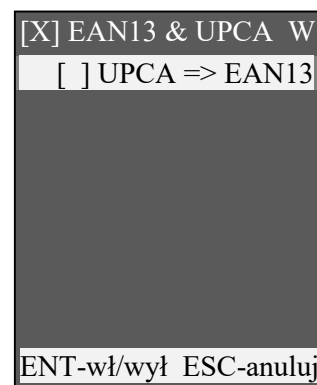 [X] EAN13 & UPCA W
[ ] UPCA => EAN13
ENT-wł/wył ESC-anuluj